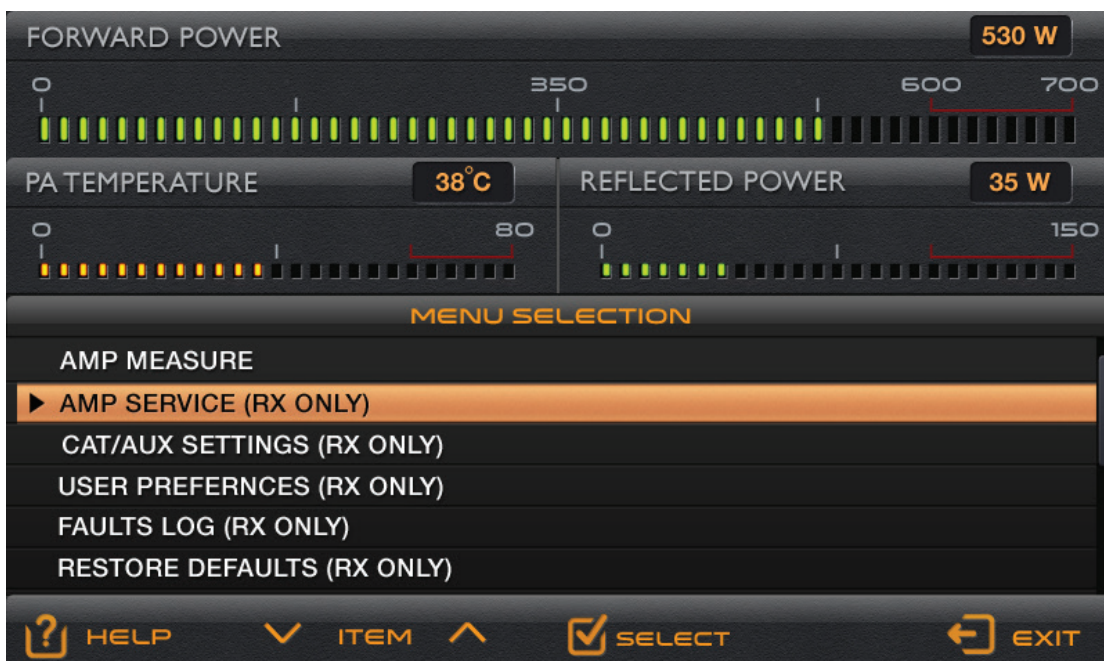 FORWARD POWER 530 W
0 350 600 700
PA TEMPERATURE 38°C REFLECTED POWER 35 W
0 80 0 150
MENU SELECTION
AMP MEASURE
AMP SERVICE (RX ONLY)
CAT/AUX SETTINGS (RX ONLY)
USER PREFERNCES (RX ONLY)
FAULTS LOG (RX ONLY)
RESTORE DEFAULTS (RX ONLY)
HELP ITEM SELECT EXIT